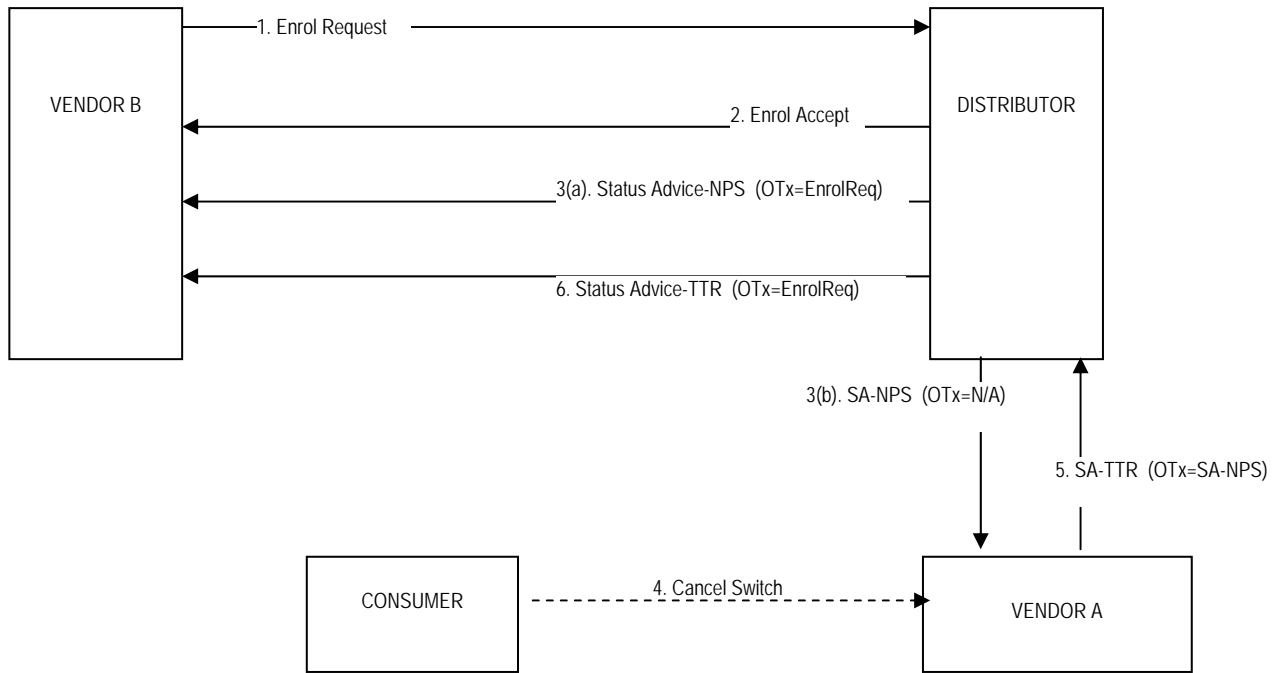 1. Enrol Request
VENDOR B
DISTRIBUTOR
2. Enrol Accept
3(a). Status Advice-NPS (OTx=EnrolReq)
6. Status Advice-TTR (OTx=EnrolReq)
3(b). SA-NPS (OTx=N/A)
5. SA-TTR (OTx=SA-NPS)
4. Cancel Switch
CONSUMER
VENDOR A